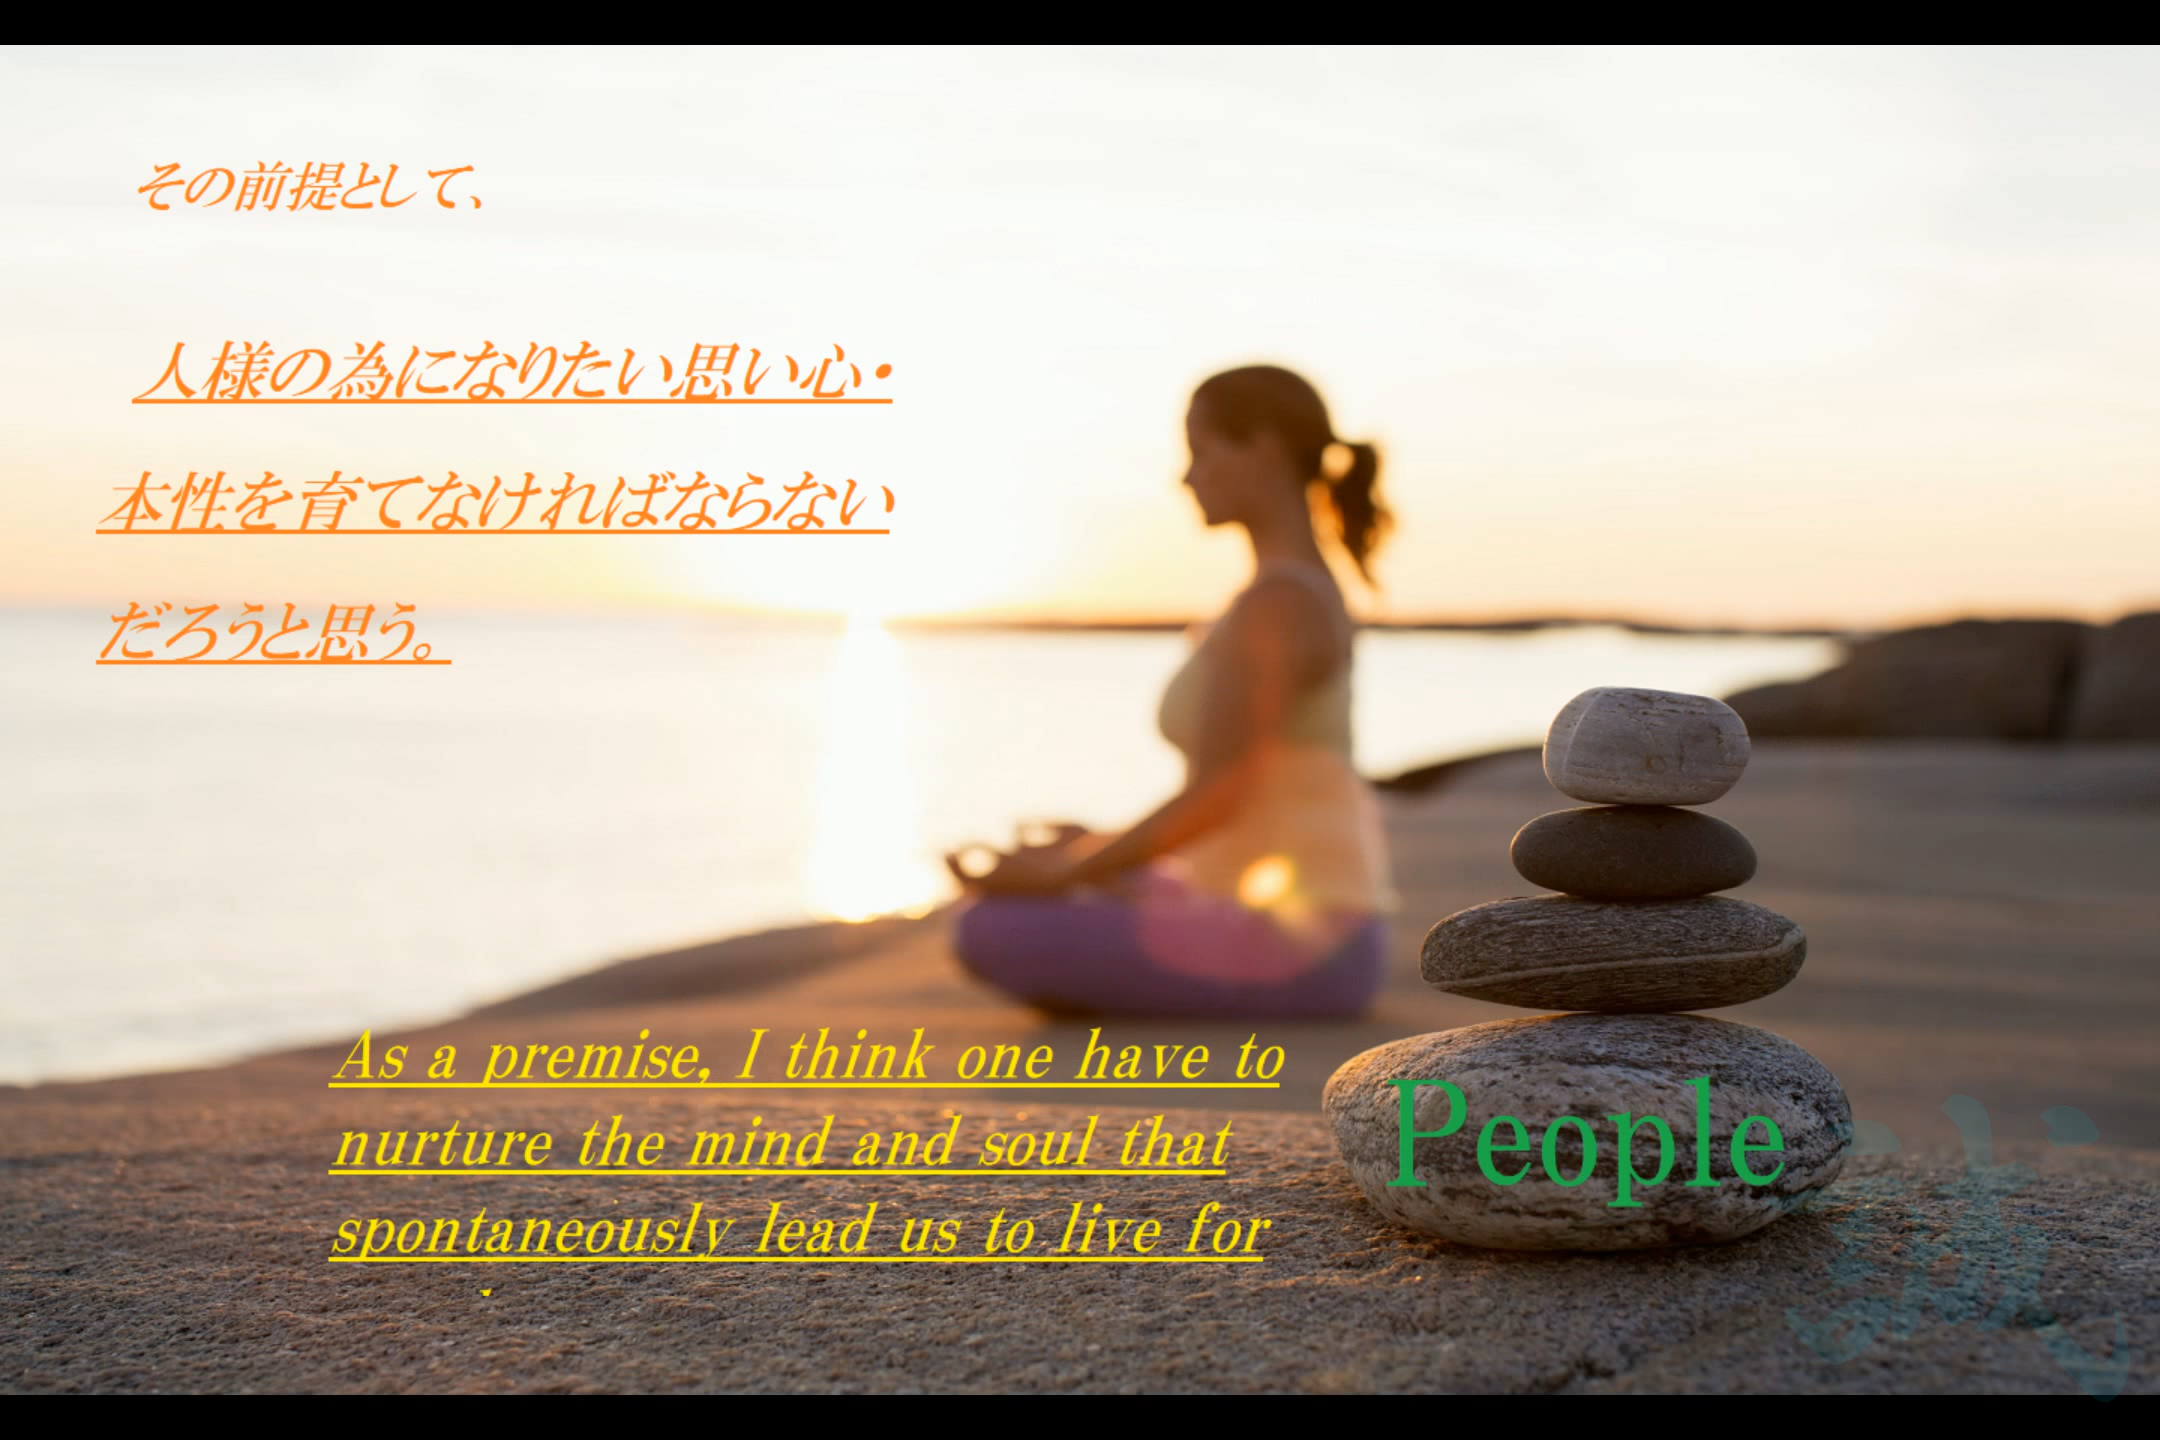 その前提として、
人様の為になりたい思い心・
本性を育てなければならない
だろうと思う。
As a premise, I think one have to
nurture the mind and soul that
spontaneously lead us to live for
People